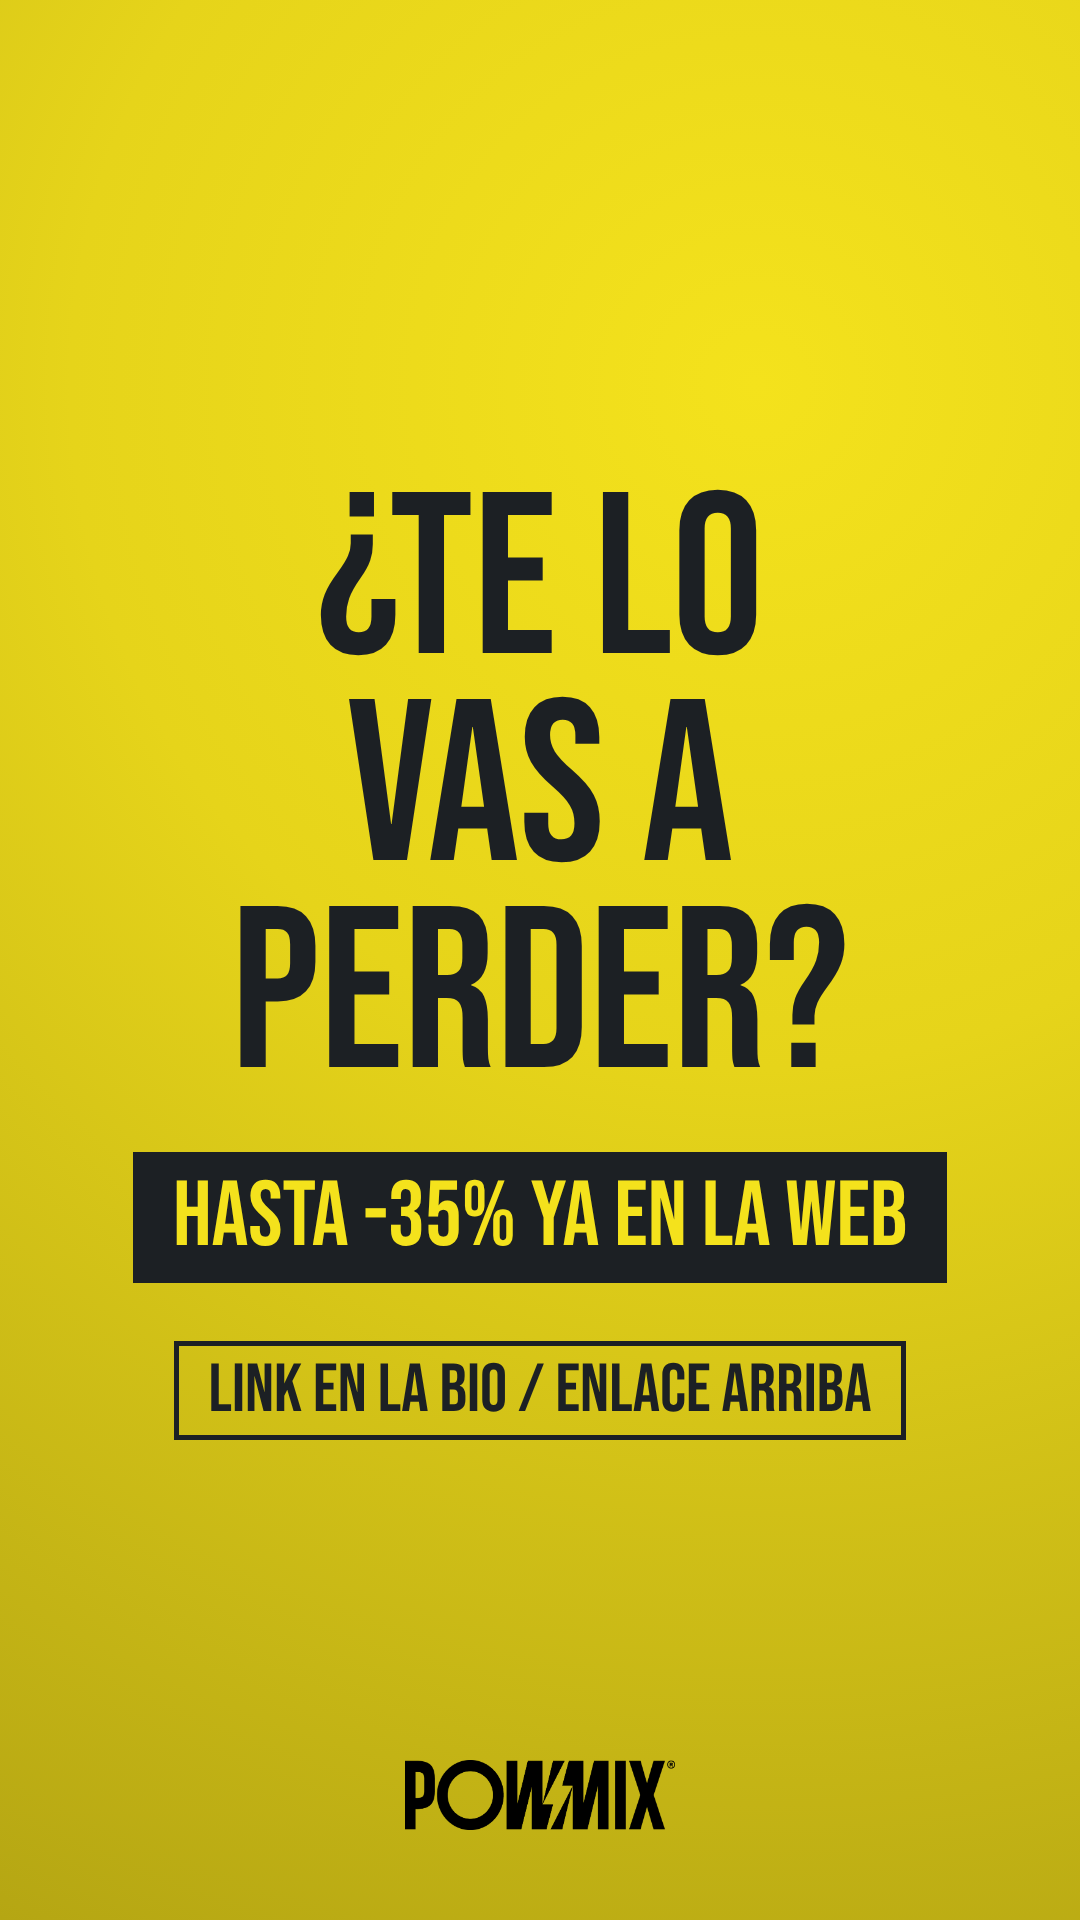 ¿TE LO
VAS A
PERDER?
HASTA -35% YA EN LA WEB
LINK EN LA BIO / ENLACE ARRIBA
POWMIX®